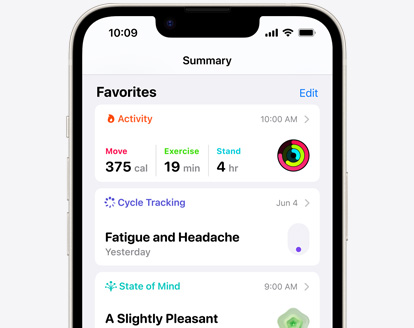 10:09
Summary
Favorites Edit
Activity 10:00 AM
Move Exercise Stand
375 cal 19 min 4 hr
Cycle Tracking Jun 4
Fatigue and Headache
Yesterday
State of Mind 9:00 AM
A Slightly Pleasant